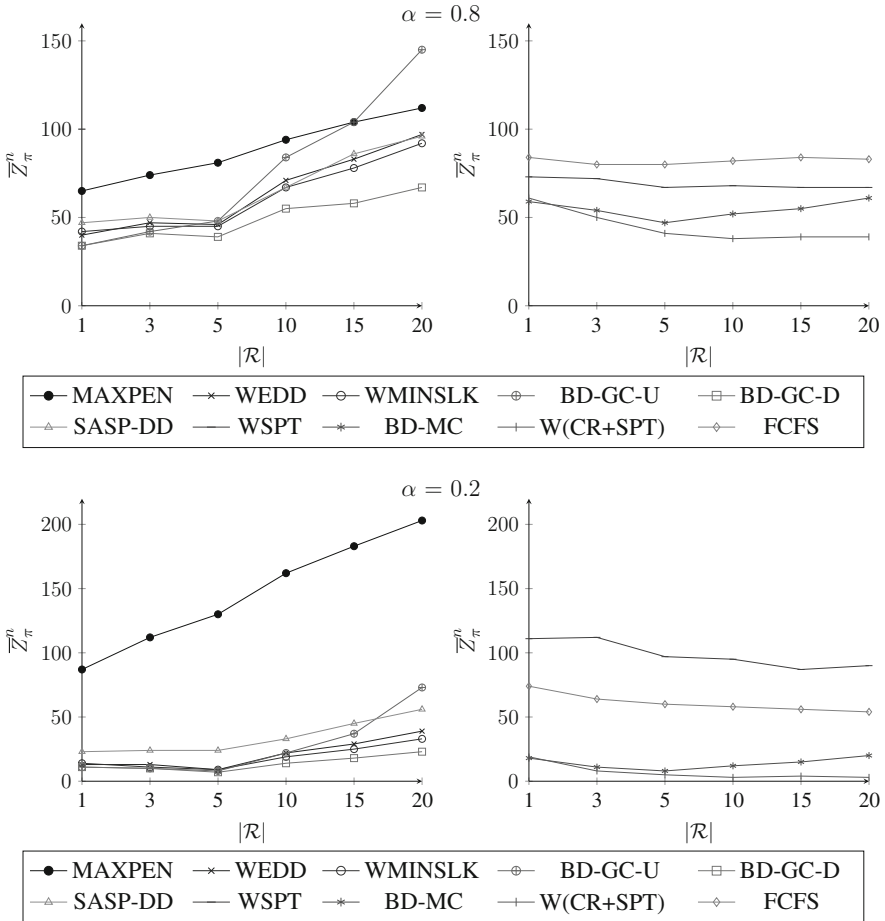 α = 0.8
150
100
50
0
Z̅ⁿ_π
1 3 5 10 15 20
|ℛ|
150
100
50
0
Z̅ⁿ_π
1 3 5 10 15 20
|ℛ|
MAXPEN WEDD WMINSLK BD-GC-U BD-GC-D
SASP-DD WSPT BD-MC W(CR+SPT) FCFS
α = 0.2
200
150
100
50
0
Z̅ⁿ_π
1 3 5 10 15 20
|ℛ|
200
150
100
50
0
Z̅ⁿ_π
1 3 5 10 15 20
|ℛ|
MAXPEN WEDD WMINSLK BD-GC-U BD-GC-D
SASP-DD WSPT BD-MC W(CR+SPT) FCFS